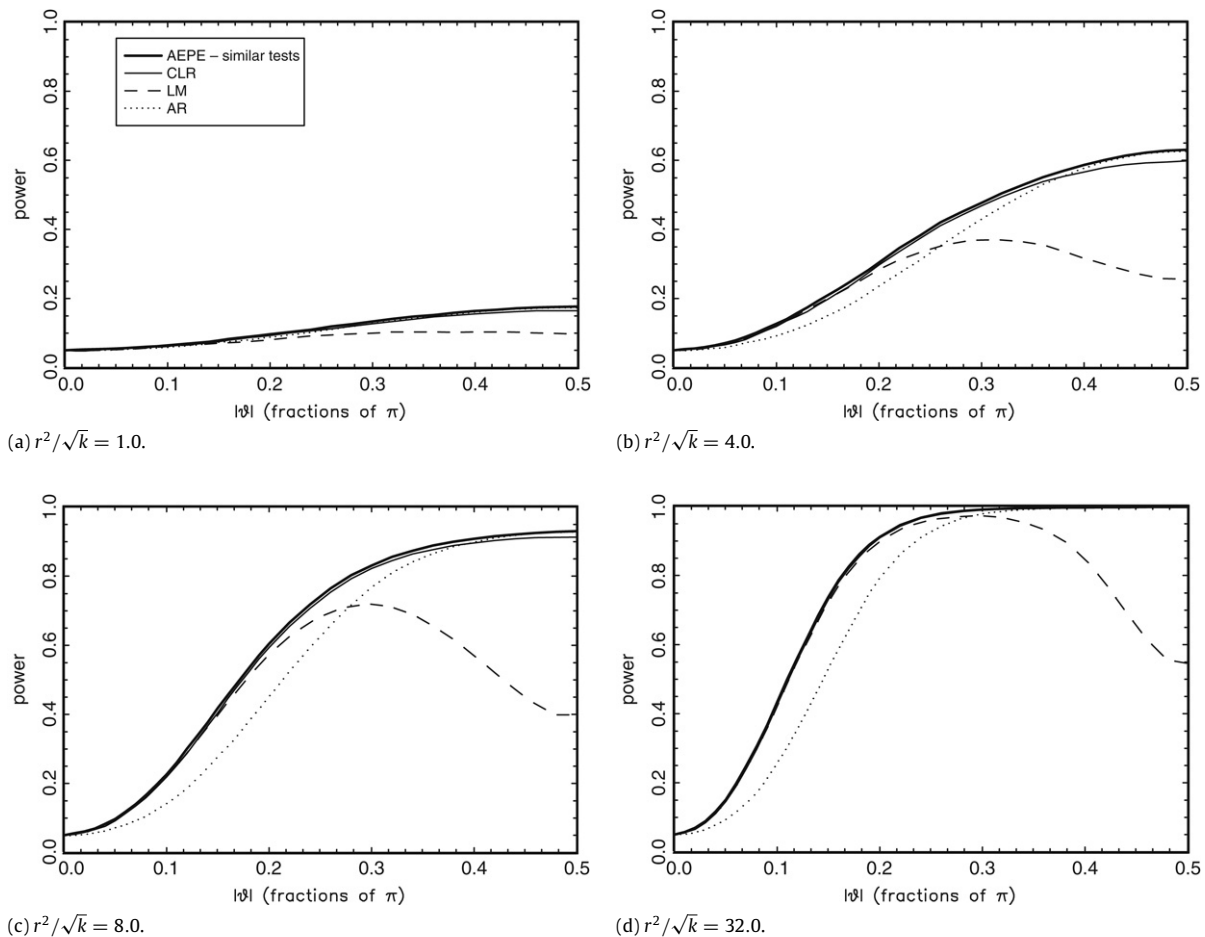 1.0
0.8
0.6
0.4
0.2
0.0
power
AEPE – similar tests
CLR
LM
AR
0.0 0.1 0.2 0.3 0.4 0.5
|ϑ| (fractions of π)
(a) r²/√k = 1.0.
1.0
0.8
0.6
0.4
0.2
0.0
power
0.0 0.1 0.2 0.3 0.4 0.5
|ϑ| (fractions of π)
(b) r²/√k = 4.0.
1.0
0.8
0.6
0.4
0.2
0.0
power
0.0 0.1 0.2 0.3 0.4 0.5
|ϑ| (fractions of π)
(c) r²/√k = 8.0.
1.0
0.8
0.6
0.4
0.2
0.0
power
0.0 0.1 0.2 0.3 0.4 0.5
|ϑ| (fractions of π)
(d) r²/√k = 32.0.